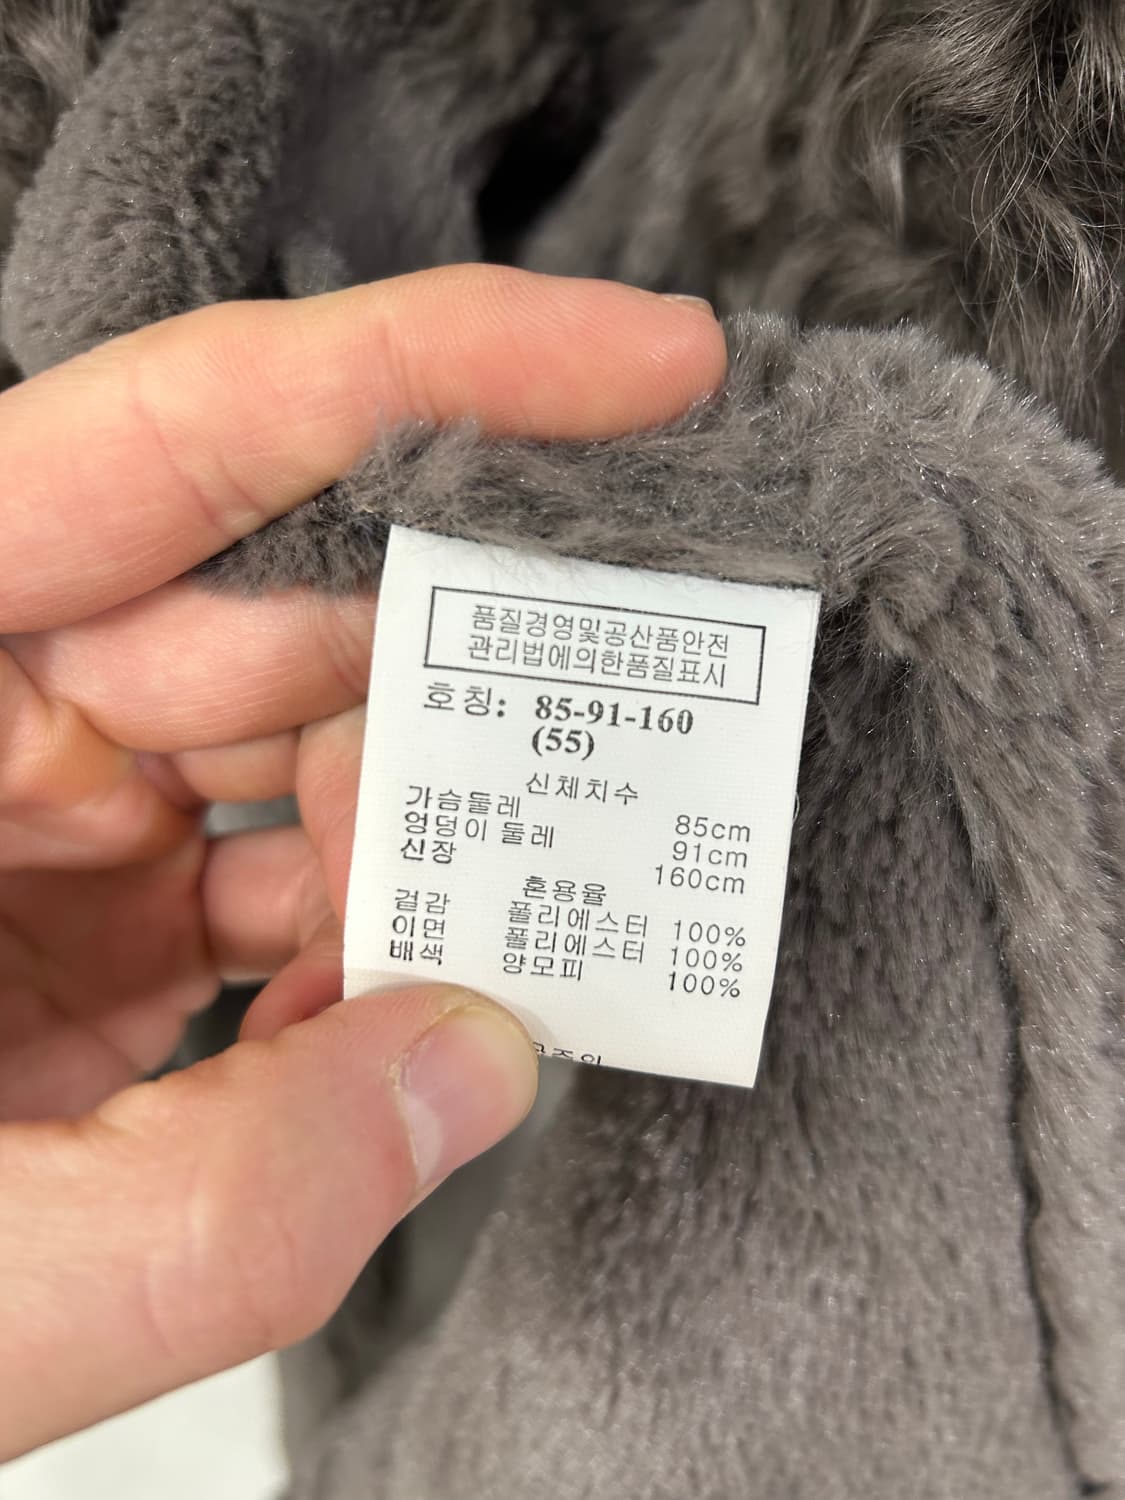 품질경영및공산품안전
관리법에의한품질표시
호칭: 85-91-160
(55)
신체치수
가슴둘레 85cm
엉덩이 둘레 91cm
신장 160cm
혼용율
겉감 폴리에스터 100%
이면 폴리에스터 100%
배색 양모피 100%